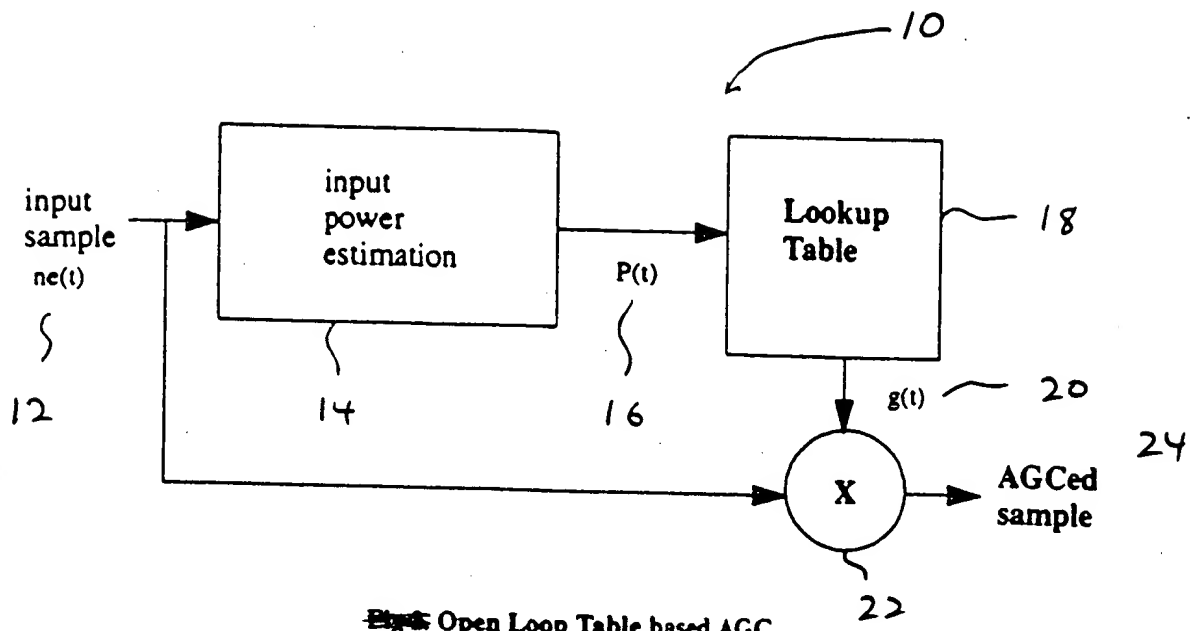 10
input
sample
ne(t)
input
power
estimation
P(t)
Lookup
Table
18
12
14
16
g(t)
20
24
X
AGCed
sample
22
Open Loop Table based AGC